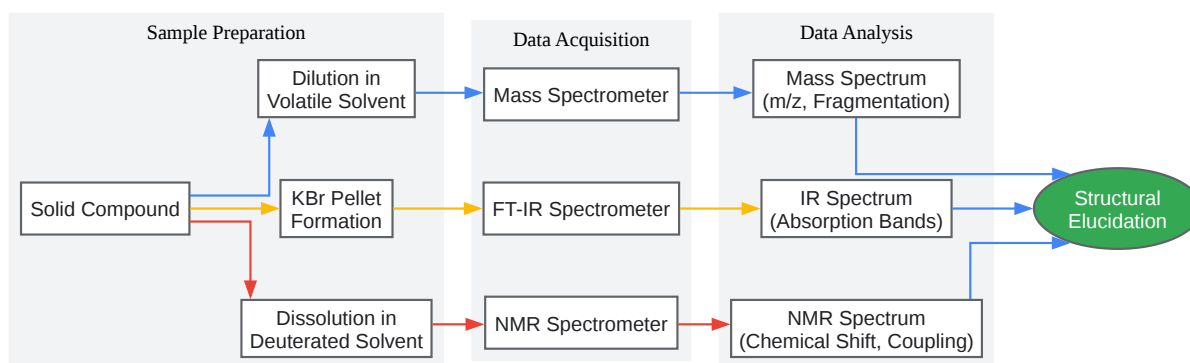 Sample Preparation
Data Acquisition
Data Analysis
Dilution in
Volatile Solvent
Mass Spectrometer
Mass Spectrum
(m/z, Fragmentation)
Solid Compound
KBr Pellet
Formation
FT-IR Spectrometer
IR Spectrum
(Absorption Bands)
Structural
Elucidation
Dissolution in
Deuterated Solvent
NMR Spectrometer
NMR Spectrum
(Chemical Shift, Coupling)